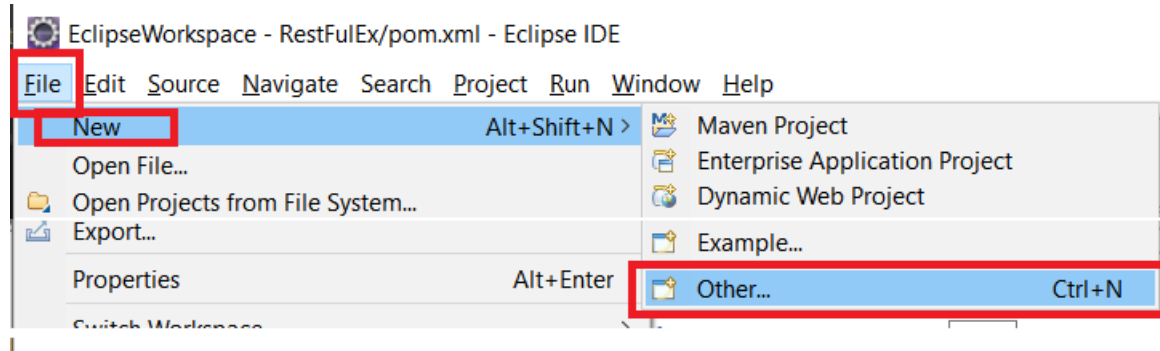 EclipseWorkspace - RestFulEx/pom.xml - Eclipse IDE
File Edit Source Navigate Search Project Run Window Help
New Alt+Shift+N >
Open File...
Open Projects from File System...
Export...
Properties Alt+Enter
Switch Workspace
Maven Project
Enterprise Application Project
Dynamic Web Project
Example...
Other... Ctrl+N